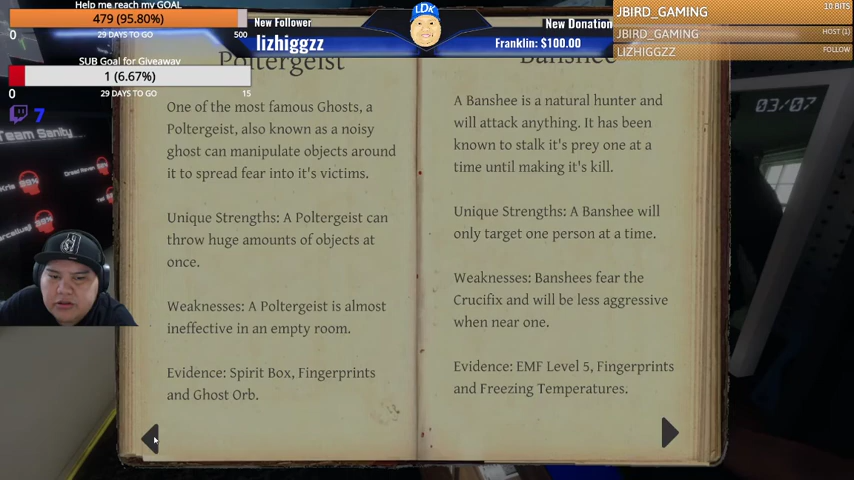 Help me reach my GOAL
479 (95.80%)
0 29 DAYS TO GO 500
SUB Goal for Giveaway
1 (6.67%)
0 29 DAYS TO GO 15
7
New Follower
lizhiggzz
LDK
New Donation
Franklin: $100.00
JBIRD_GAMING 10 BITS
JBIRD_GAMING HOST (1)
LIZHIGGZZ FOLLOW
Team Sanity
Kris
03/07
Poltergeist
One of the most famous Ghosts, a
Poltergeist, also known as a noisy
ghost can manipulate objects around
it to spread fear into it's victims.
Unique Strengths: A Poltergeist can
throw huge amounts of objects at
once.
Weaknesses: A Poltergeist is almost
ineffective in an empty room.
Evidence: Spirit Box, Fingerprints
and Ghost Orb.
Banshee
A Banshee is a natural hunter and
will attack anything. It has been
known to stalk it's prey one at a
time until making it's kill.
Unique Strengths: A Banshee will
only target one person at a time.
Weaknesses: Banshees fear the
Crucifix and will be less aggressive
when near one.
Evidence: EMF Level 5, Fingerprints
and Freezing Temperatures.